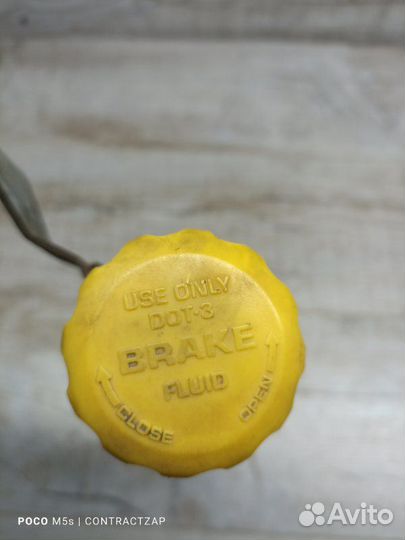 USE ONLY
DOT-3
BRAKE
FLUID
CLOSE
OPEN
POCO M5s | CONTRACTZAP
Avito